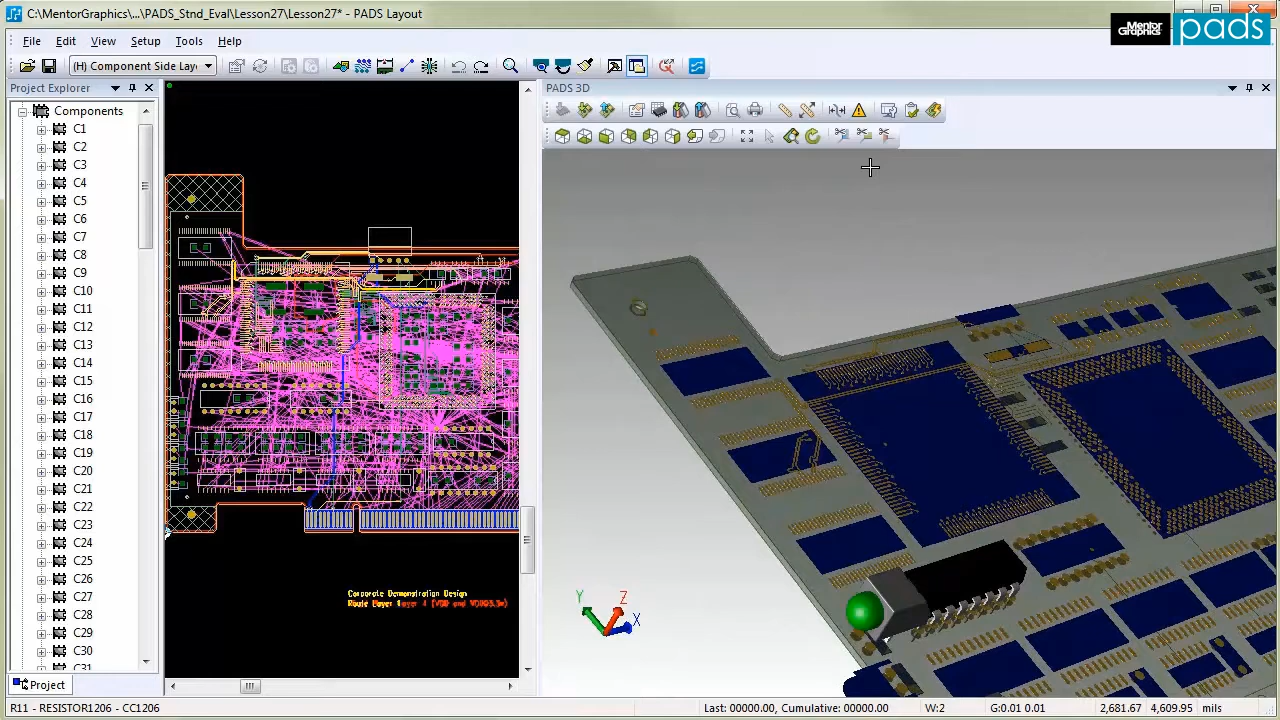 C:\MentorGraphics\...\PADS_Stnd_Eval\Lesson27\Lesson27* - PADS Layout
Mentor Graphics
pads
File Edit View Setup Tools Help
(H) Component Side Lay
Project Explorer
PADS 3D
Components
C1
C2
C3
C4
C5
C6
C7
C8
C9
C10
C11
C12
C13
C14
C15
C16
C17
C18
C19
C20
C21
C22
C23
C24
C25
C26
C27
C28
C29
C30
C31
Corporate Demonstration Design
Route Layer
Y
Z
X
Project
R11 - RESISTOR1206 - CC1206
Last: 00000.00, Cumulative: 00000.00 W:2 G:0.01 0.01 2,681.67 4,609.95 mils